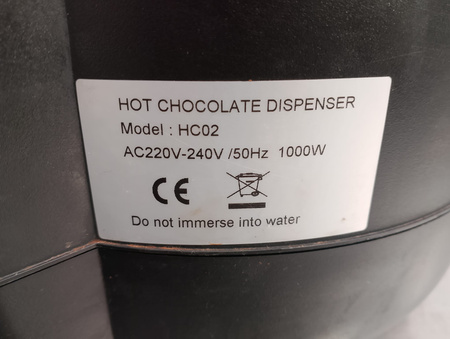 HOT CHOCOLATE DISPENSER
Model : HC02
AC220V-240V /50Hz 1000W
CE
Do not immerse into water